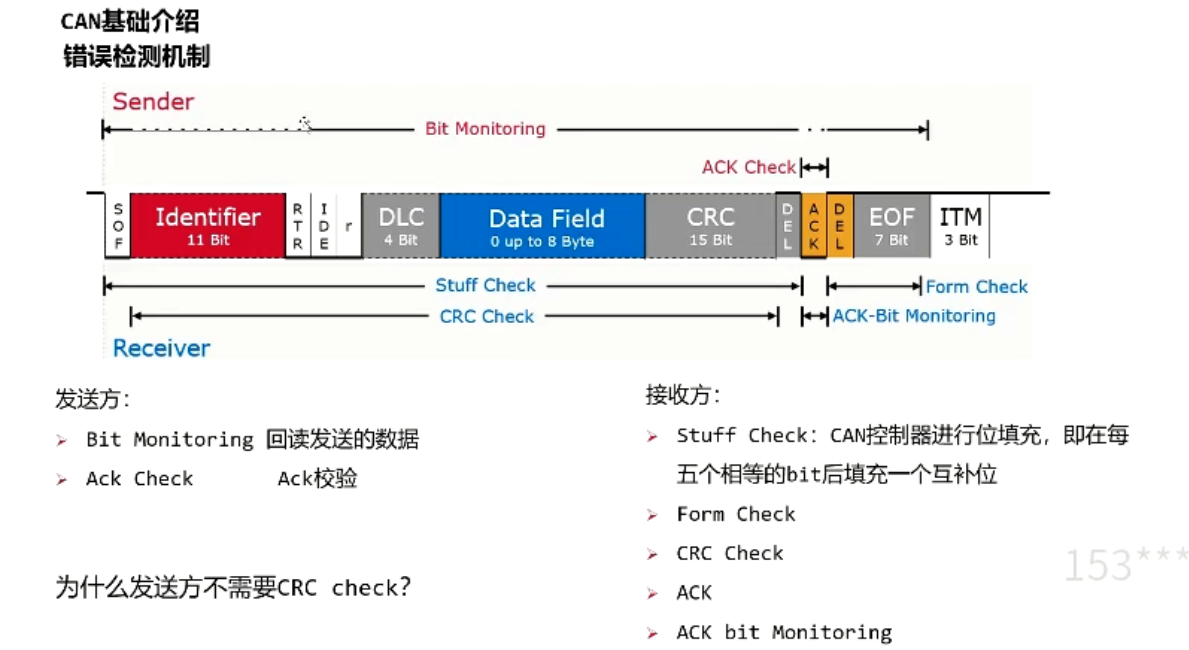 CAN基础介绍
错误检测机制
Sender
Bit Monitoring
ACK Check
SOF
Identifier
11 Bit
RTR
IDE
r
DLC
4 Bit
Data Field
0 up to 8 Byte
CRC
15 Bit
DEL
ACK
DEL
EOF
7 Bit
ITM
3 Bit
Stuff Check
Form Check
CRC Check
ACK-Bit Monitoring
Receiver
发送方:
Bit Monitoring 回读发送的数据
Ack Check Ack校验
为什么发送方不需要CRC check?
接收方:
Stuff Check: CAN控制器进行位填充, 即在每
五个相等的bit后填充一个互补位
Form Check
CRC Check
ACK
ACK bit Monitoring
153***